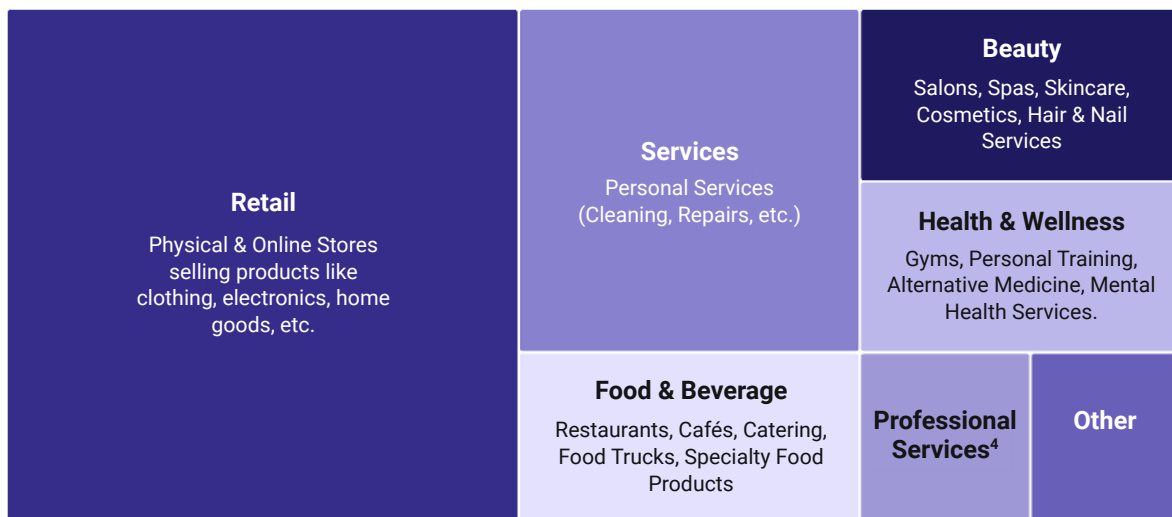 Retail
Physical & Online Stores
selling products like
clothing, electronics, home
goods, etc.
Services
Personal Services
(Cleaning, Repairs, etc.)
Beauty
Salons, Spas, Skincare,
Cosmetics, Hair & Nail
Services
Health & Wellness
Gyms, Personal Training,
Alternative Medicine, Mental
Health Services.
Food & Beverage
Restaurants, Cafés, Catering,
Food Trucks, Specialty Food
Products
Professional
Services⁴
Other